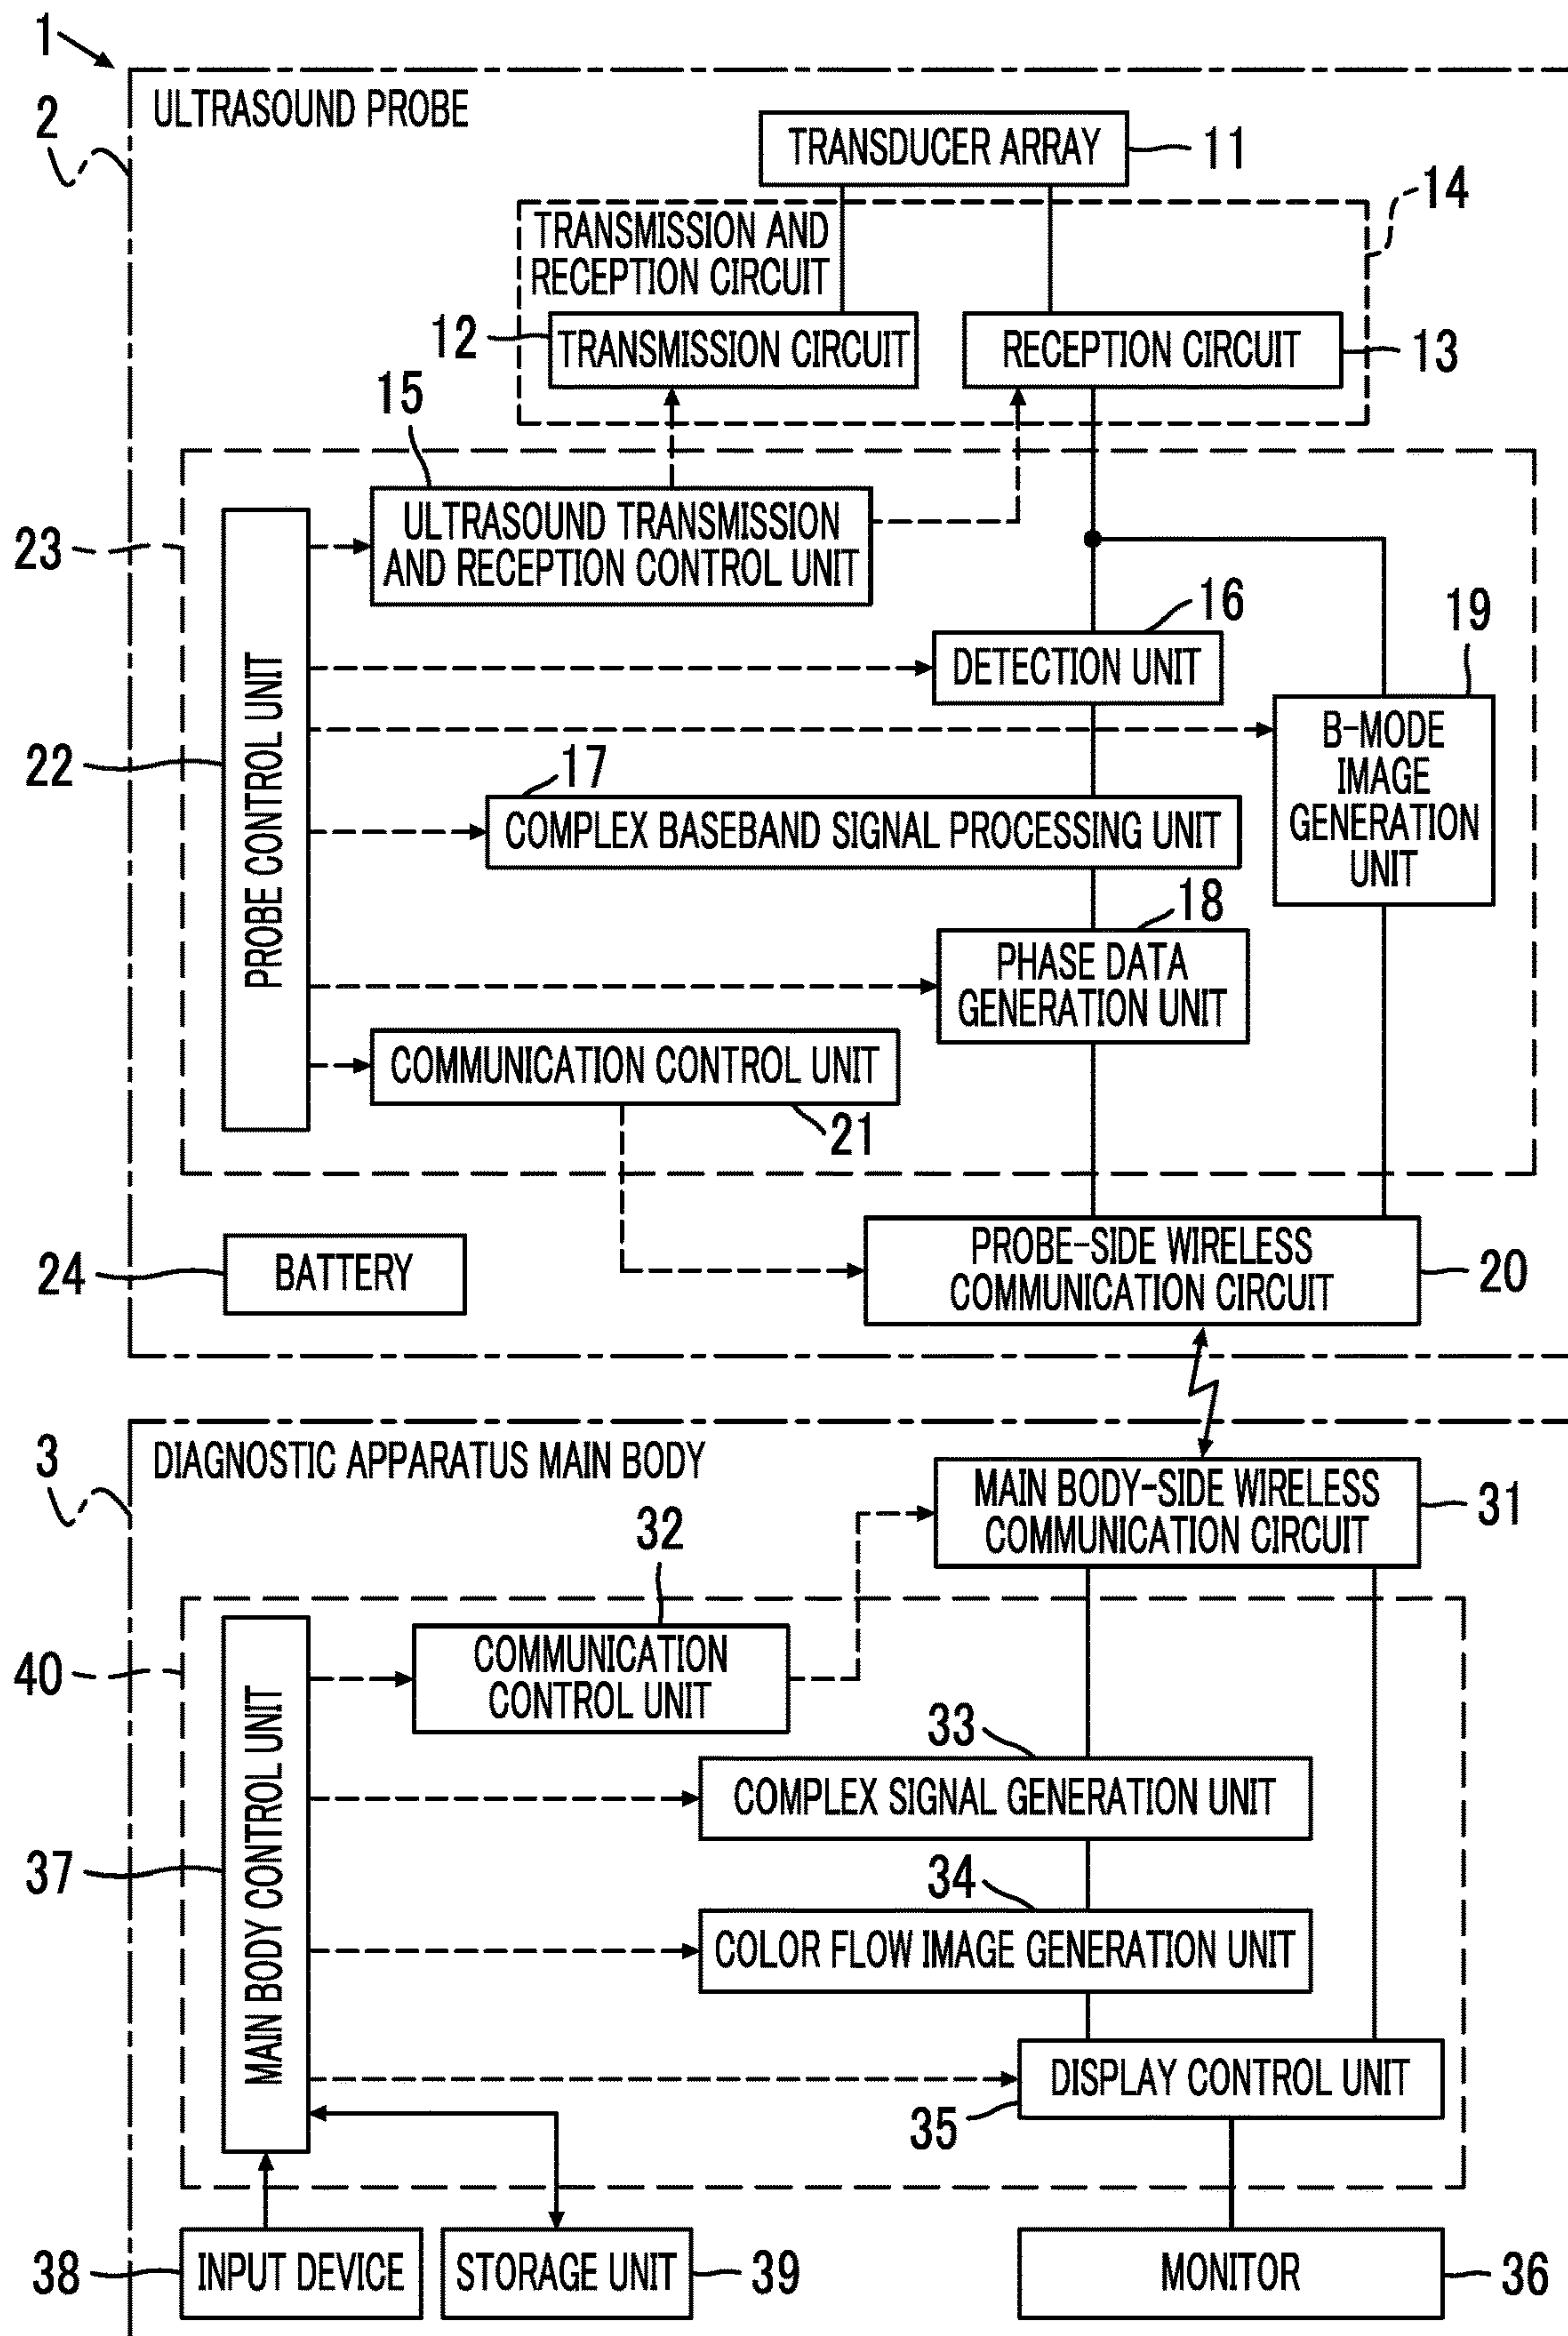 1
2
ULTRASOUND PROBE
TRANSDUCER ARRAY
11
14
TRANSMISSION AND
RECEPTION CIRCUIT
12
TRANSMISSION CIRCUIT
RECEPTION CIRCUIT
13
15
ULTRASOUND TRANSMISSION
AND RECEPTION CONTROL UNIT
23
16
DETECTION UNIT
19
B-MODE
IMAGE
GENERATION
UNIT
22
PROBE CONTROL UNIT
17
COMPLEX BASEBAND SIGNAL PROCESSING UNIT
18
PHASE DATA
GENERATION UNIT
COMMUNICATION CONTROL UNIT
21
24
BATTERY
PROBE-SIDE WIRELESS
COMMUNICATION CIRCUIT
20
3
DIAGNOSTIC APPARATUS MAIN BODY
MAIN BODY-SIDE WIRELESS
COMMUNICATION CIRCUIT
31
32
COMMUNICATION
CONTROL UNIT
40
33
COMPLEX SIGNAL GENERATION UNIT
37
MAIN BODY CONTROL UNIT
34
COLOR FLOW IMAGE GENERATION UNIT
DISPLAY CONTROL UNIT
35
38
INPUT DEVICE
STORAGE UNIT
39
MONITOR
36